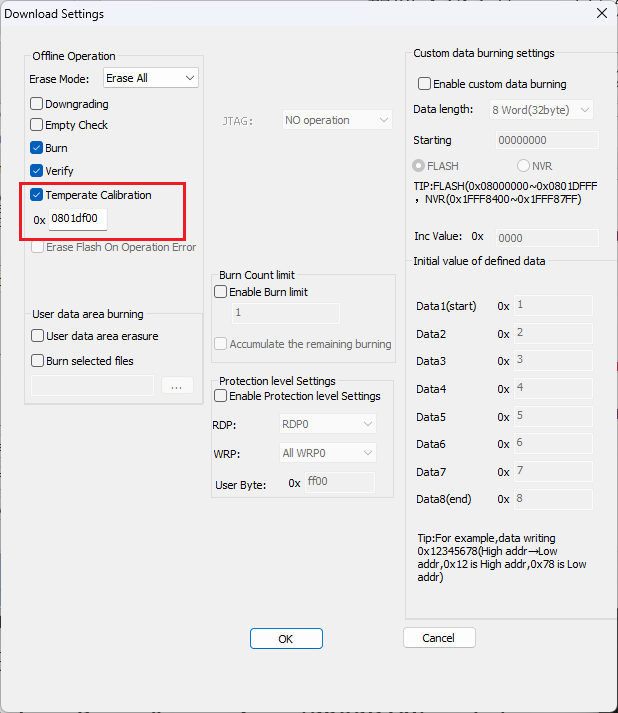 Download Settings
Offline Operation
Erase Mode: Erase All
Downgrading
Empty Check
Burn
Verify
Temperate Calibration
0x 0801df00
Erase Flash On Operation Error
User data area burning
User data area erasure
Burn selected files
...
JTAG: NO operation
Burn Count limit
Enable Burn limit
1
Accumulate the remaining burning
Protection level Settings
Enable Protection level Settings
RDP: RDP0
WRP: All WRP0
User Byte: 0x ff00
Custom data burning settings
Enable custom data burning
Data length: 8 Word(32byte)
Starting 00000000
FLASH NVR
TIP:FLASH(0x08000000~0x0801DFFF
, NVR(0x1FFF8400~0x1FFF87FF)
Inc Value: 0x 0000
Initial value of defined data
Data1(start) 0x 1
Data2 0x 2
Data3 0x 3
Data4 0x 4
Data5 0x 5
Data6 0x 6
Data7 0x 7
Data8(end) 0x 8
Tip:For example,data writing
0x12345678(High addr→Low
addr,0x12 is High addr,0x78 is Low
addr)
OK
Cancel